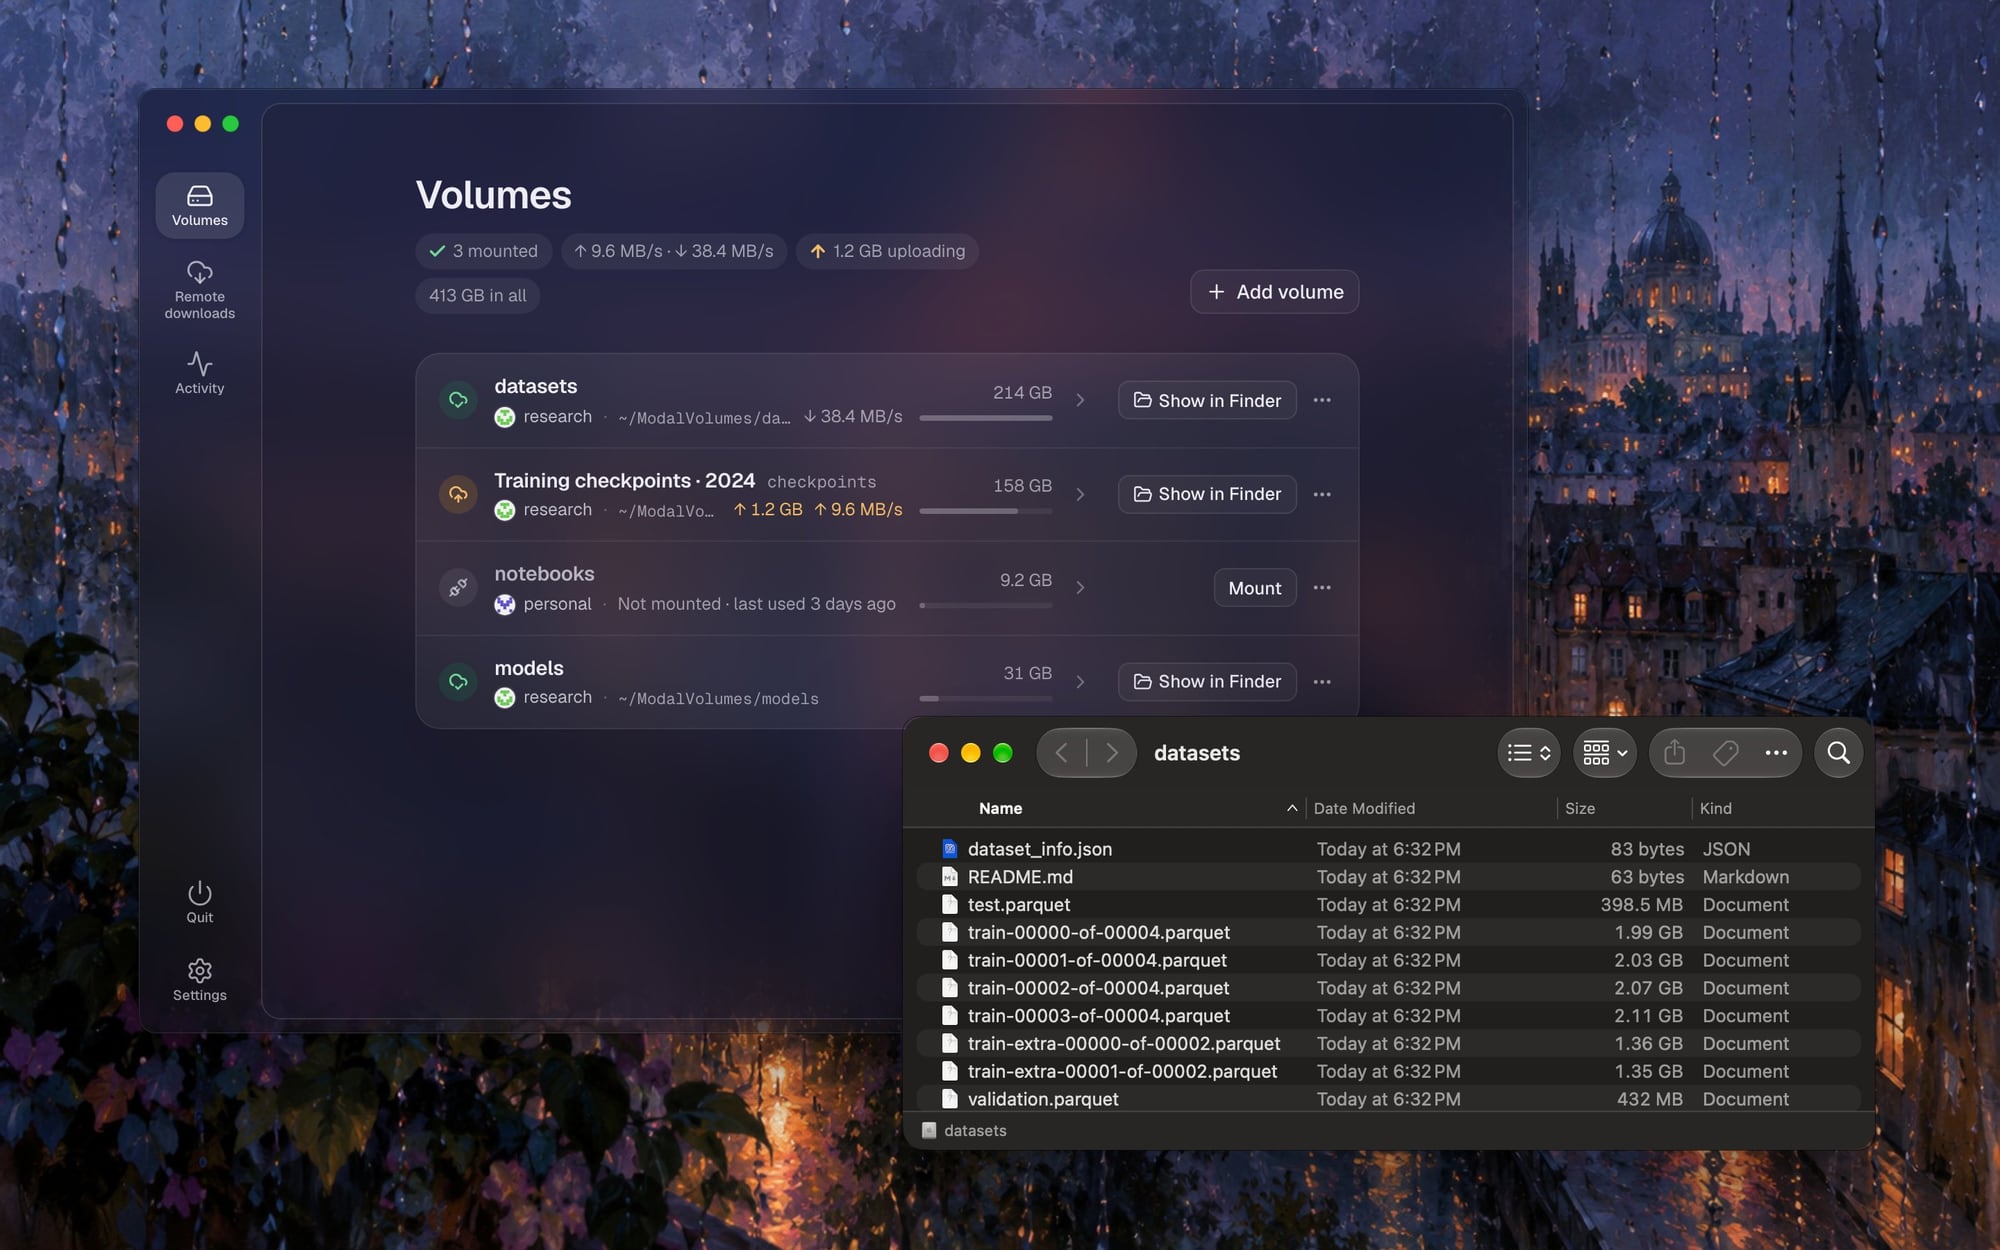 Volumes
Remote
downloads
Activity
Quit
Settings
Volumes
3 mounted
↑ 9.6 MB/s · ↓ 38.4 MB/s
↑ 1.2 GB uploading
413 GB in all
+ Add volume
datasets
research · ~/ModalVolumes/da… ↓ 38.4 MB/s
214 GB
Show in Finder
Training checkpoints · 2024 checkpoints
research · ~/ModalVo… ↑ 1.2 GB ↑ 9.6 MB/s
158 GB
Show in Finder
notebooks
personal · Not mounted · last used 3 days ago
9.2 GB
Mount
models
research · ~/ModalVolumes/models
31 GB
Show in Finder
datasets
Name Date Modified Size Kind
dataset_info.json Today at 6:32 PM 83 bytes JSON
README.md Today at 6:32 PM 63 bytes Markdown
test.parquet Today at 6:32 PM 398.5 MB Document
train-00000-of-00004.parquet Today at 6:32 PM 1.99 GB Document
train-00001-of-00004.parquet Today at 6:32 PM 2.03 GB Document
train-00002-of-00004.parquet Today at 6:32 PM 2.07 GB Document
train-00003-of-00004.parquet Today at 6:32 PM 2.11 GB Document
train-extra-00000-of-00002.parquet Today at 6:32 PM 1.36 GB Document
train-extra-00001-of-00002.parquet Today at 6:32 PM 1.35 GB Document
validation.parquet Today at 6:32 PM 432 MB Document
datasets